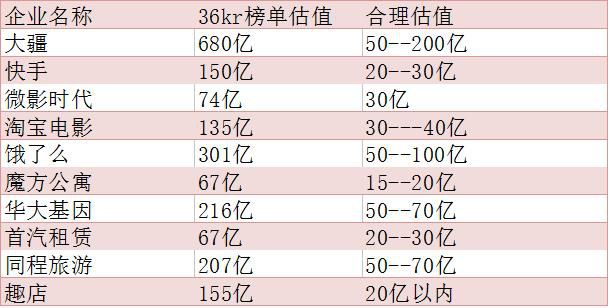 企业名称 36kr榜单估值 合理估值
大疆 680亿 50--200亿
快手 150亿 20--30亿
微影时代 74亿 30亿
淘宝电影 135亿 30---40亿
饿了么 301亿 50--100亿
魔方公寓 67亿 15--20亿
华大基因 216亿 50--70亿
首汽租赁 67亿 20--30亿
同程旅游 207亿 50--70亿
趣店 155亿 20亿以内